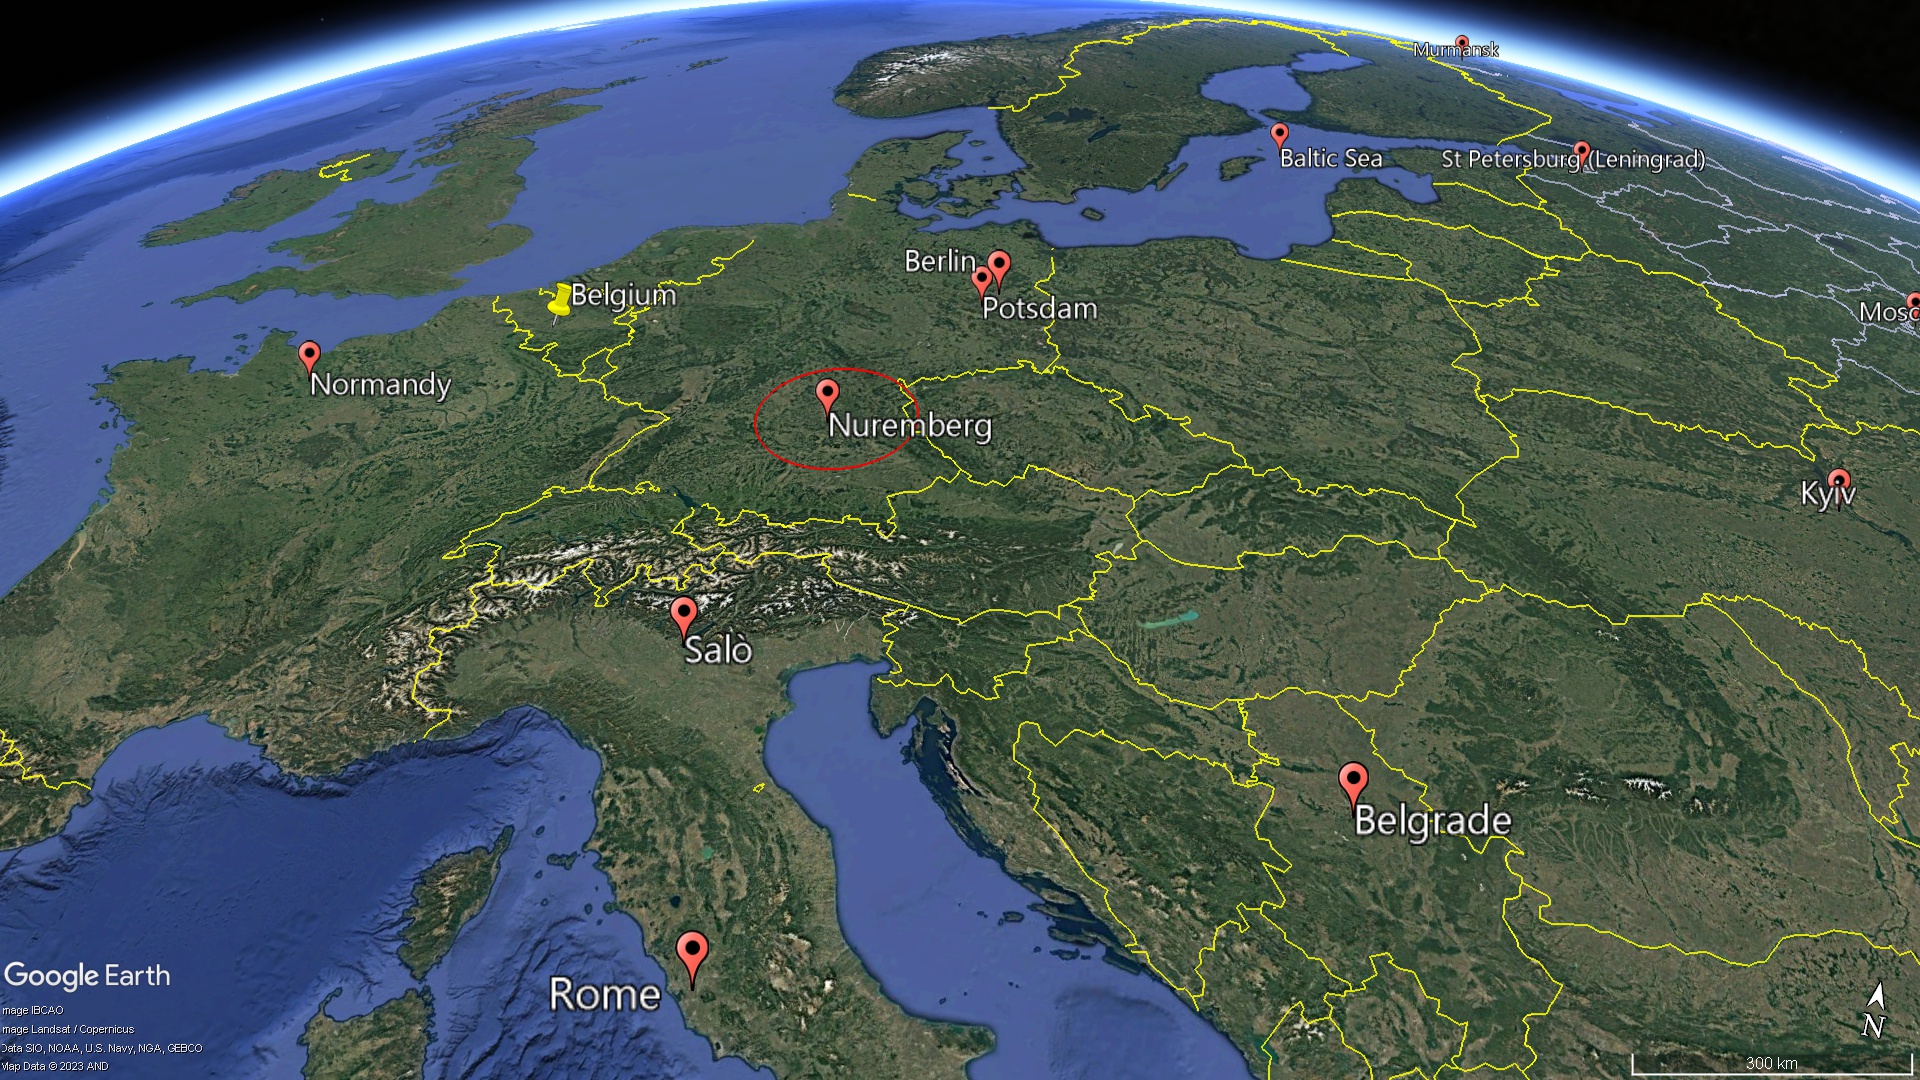 Murmansk
Baltic Sea
St Petersburg (Leningrad)
Berlin
Belgium
Potsdam
Mosc
Normandy
Nuremberg
Kyiv
Salò
Belgrade
Rome
Google Earth
mage IBCAO
mage Landsat / Copernicus
Data SIO, NOAA, U.S. Navy, NGA, GEBCO
Map Data © 2023 AND
N
300 km